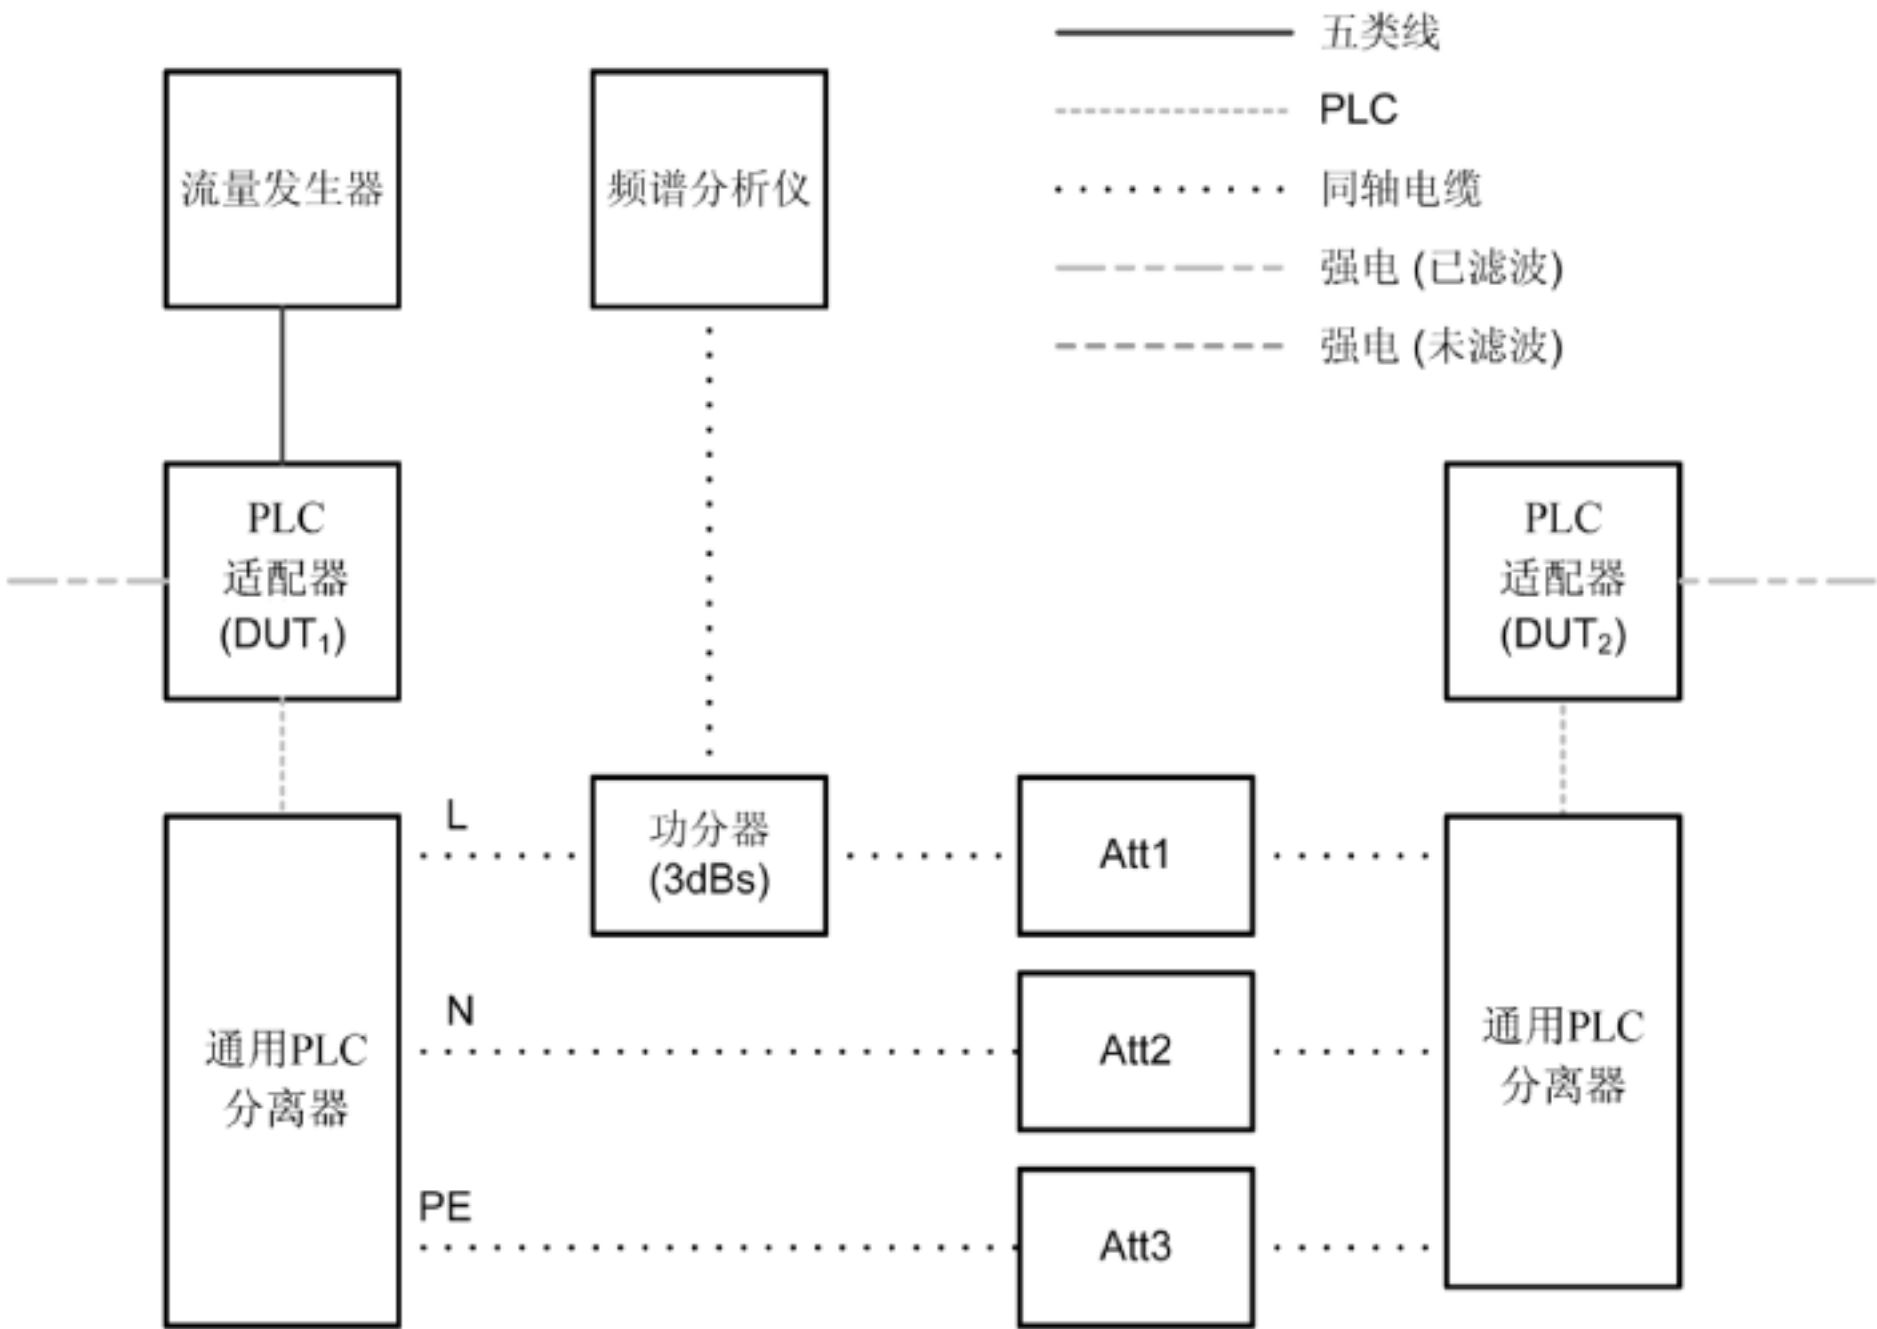 五类线
PLC
同轴电缆
强电 (已滤波)
强电 (未滤波)
流量发生器
频谱分析仪
PLC
适配器
(DUT₁)
PLC
适配器
(DUT₂)
L
功分器
(3dBs)
Att1
N
Att2
PE
Att3
通用PLC
分离器
通用PLC
分离器